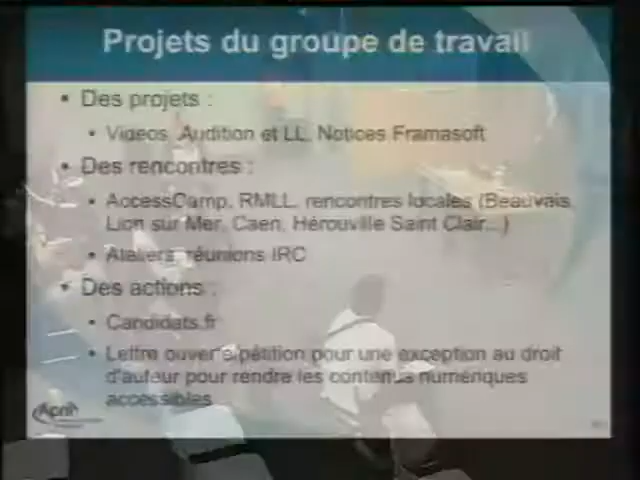 Projets du groupe de travail
• Des projets :
• Videos, Audition et LL, Notices Framasoft
• Des rencontres :
• AccessCamp, RMLL, rencontres locales (Beauvais,
Lion sur Mer, Caen, Hérouville Saint Clair...)
• Ateliers, réunions IRC
• Des actions :
• Candidats.fr
• Lettre ouverte/pétition pour une exception au droit
d'auteur pour rendre les contenus numériques
accessibles
April